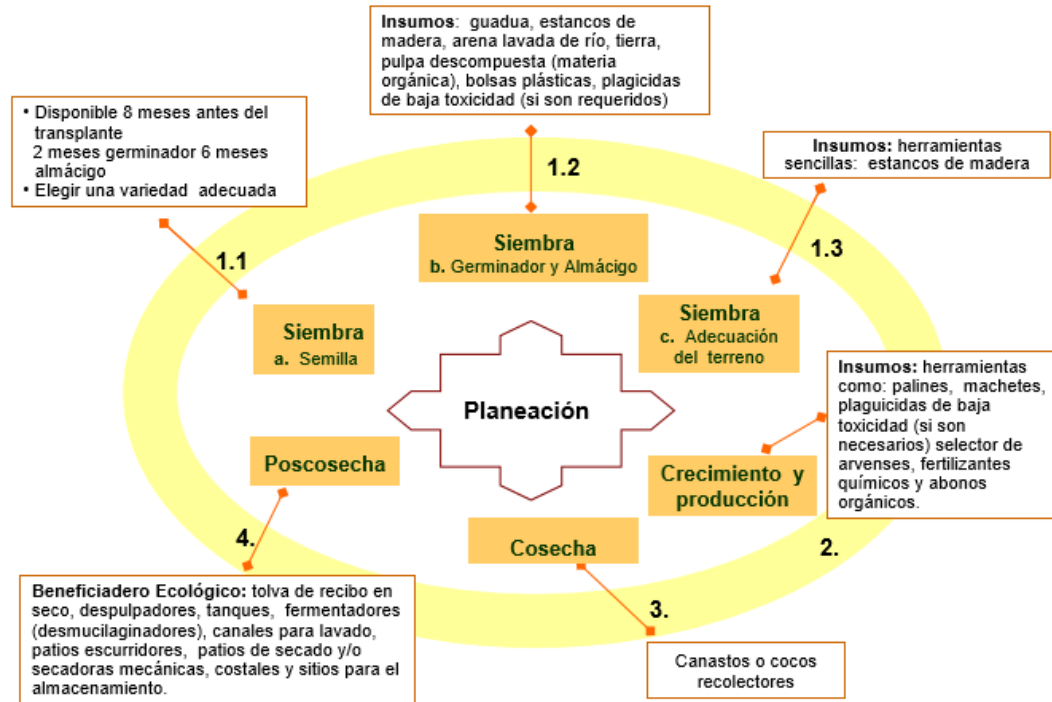 Insumos: guadua, estancos de
madera, arena lavada de río, tierra,
pulpa descompuesta (materia
orgánica), bolsas plásticas, plagicidas
de baja toxicidad (si son requeridos)
• Disponible 8 meses antes del
transplante
2 meses germinador 6 meses
almácigo
• Elegir una variedad adecuada
Insumos: herramientas
sencillas: estancos de madera
1.1
1.2
1.3
Siembra
a. Semilla
Siembra
b. Germinador y Almácigo
Siembra
c. Adecuación
del terreno
Planeación
Insumos: herramientas
como: palines, machetes,
plaguicidas de baja
toxicidad (si son
necesarios) selector de
arvenses, fertilizantes
químicos y abonos
orgánicos.
Crecimiento y
producción
2.
Cosecha
3.
Canastos o cocos
recolectores
Poscosecha
4.
Beneficiadero Ecológico: tolva de recibo en
seco, despulpadores, tanques, fermentadores
(desmucilaginadores), canales para lavado,
patios escurridores, patios de secado y/o
secadoras mecánicas, costales y sitios para el
almacenamiento.